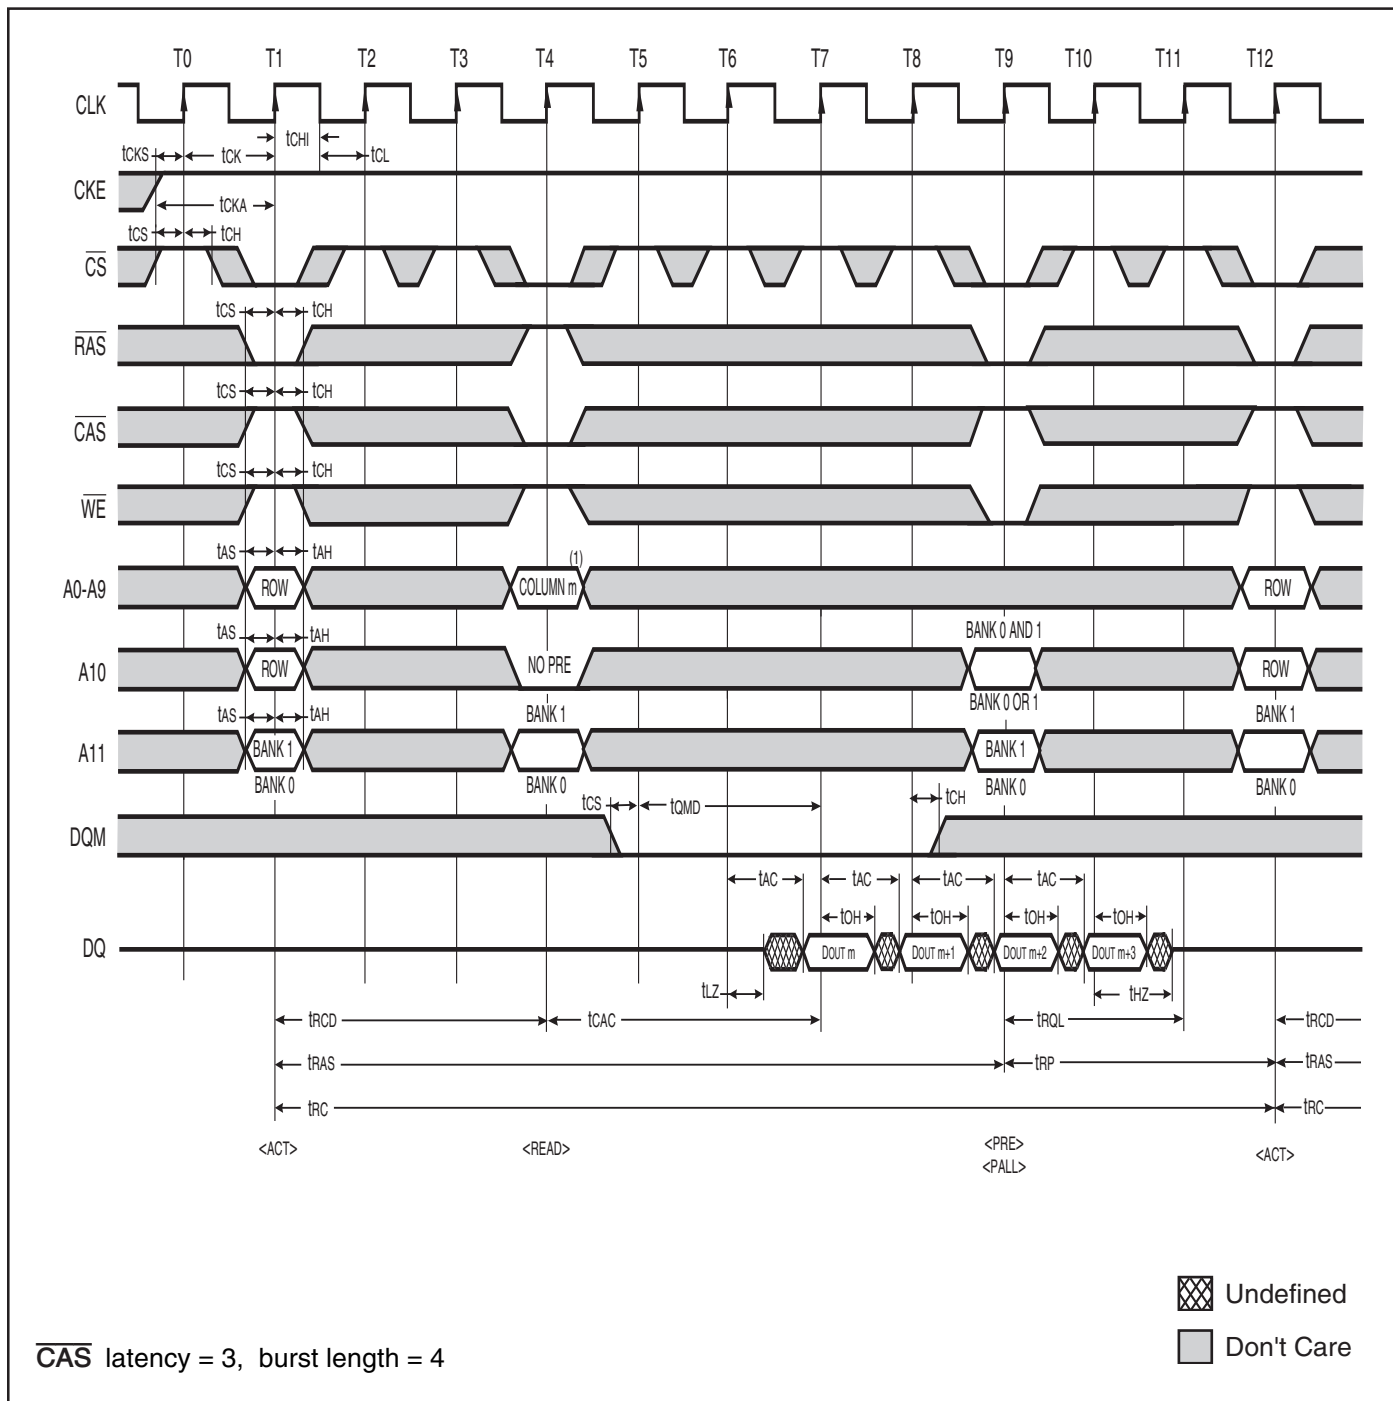 T0 T1 T2 T3 T4 T5 T6 T7 T8 T9 T10 T11 T12
CLK
tCHI
tCKS tCK tCL
CKE
tCKA
tCS tCH
CS
tCS tCH
RAS
tCS tCH
CAS
tCS tCH
WE
tAS tAH (1)
A0-A9 ROW COLUMN m ROW
tAS tAH BANK 0 AND 1
A10 ROW NO PRE ROW
tAS tAH BANK 1 BANK 0 OR 1 BANK 1
A11 BANK 1 BANK 1
BANK 0 BANK 0 BANK 0 BANK 0
tCS tQMD tCH
DQM
tAC tAC tAC tAC
tOH tOH tOH tOH
DQ DOUT m DOUT m+1 DOUT m+2 DOUT m+3
tLZ tHZ
tRCD tCAC tRQL tRCD
tRAS tRP tRAS
tRC tRC
<ACT> <READ> <PRE> <ACT>
<PALL>
Undefined
Don't Care
CAS latency = 3, burst length = 4